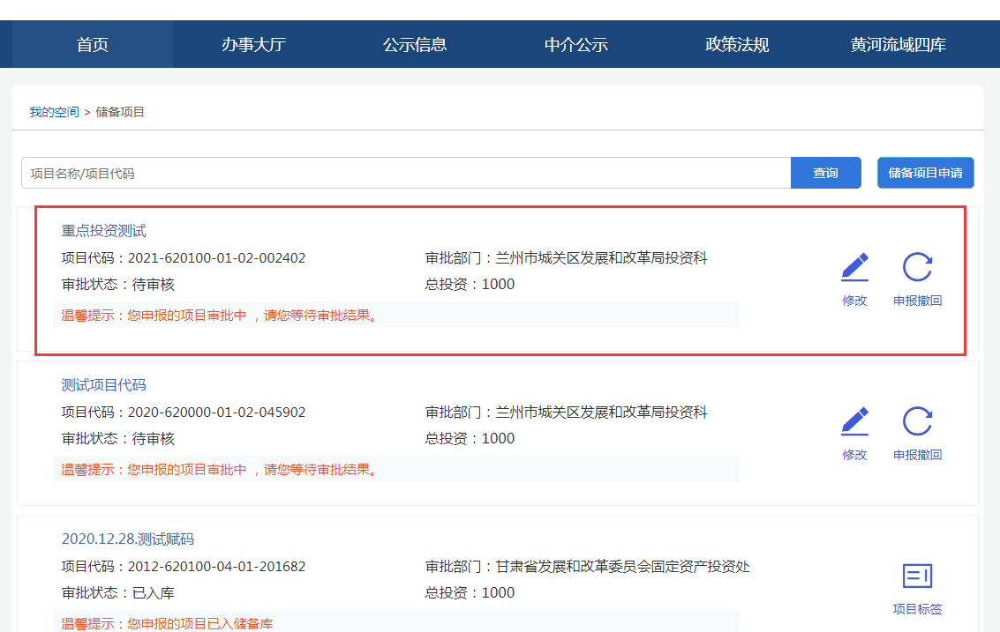 首页 办事大厅 公示信息 中介公示 政策法规 黄河流域四库
我的空间 > 储备项目
项目名称/项目代码 查询 储备项目申请
重点投资测试
项目代码：2021-620100-01-02-002402 审批部门：兰州市城关区发展和改革局投资科
审批状态：待审核 总投资：1000
修改 申报撤回
温馨提示：您申报的项目审批中 ，请您等待审批结果。
测试项目代码
项目代码：2020-620000-01-02-045902 审批部门：兰州市城关区发展和改革局投资科
审批状态：待审核 总投资：1000
修改 申报撤回
温馨提示：您申报的项目审批中 ，请您等待审批结果。
2020.12.28.测试赋码
项目代码：2012-620100-04-01-201682 审批部门：甘肃省发展和改革委员会固定资产投资处
审批状态：已入库 总投资：1000
项目标签
温馨提示：您申报的项目已入储备库